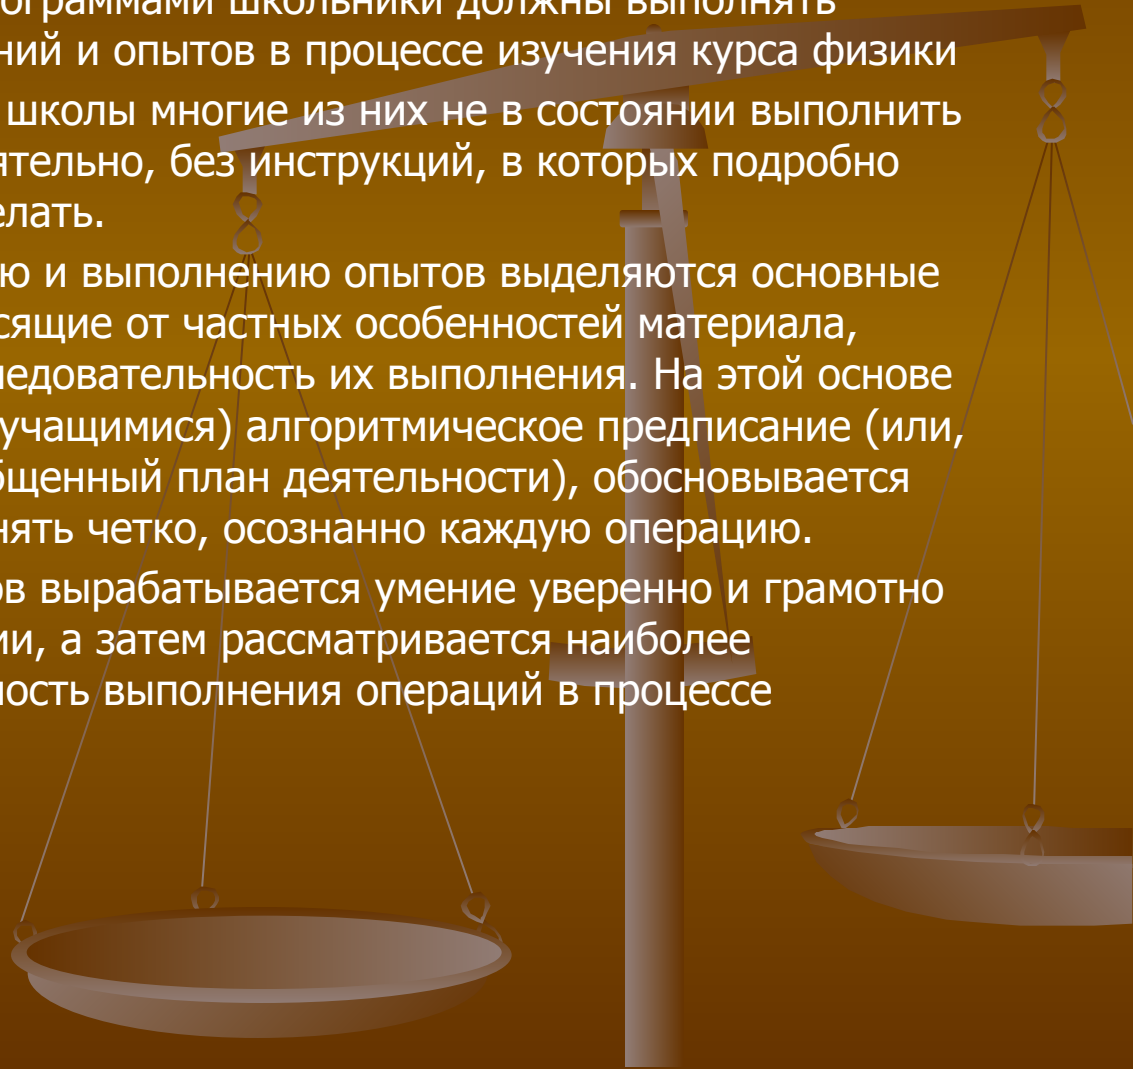 ограммами школьники должны выполнять
ний и опытов в процессе изучения курса физики
школы многие из них не в состоянии выполнить
ятельно, без инструкций, в которых подробно
елать.
ю и выполнению опытов выделяются основные
сящие от частных особенностей материала,
ледовательность их выполнения. На этой основе
учащимися) алгоритмическое предписание (или,
бщенный план деятельности), обосновывается
нять четко, осознанно каждую операцию.
ов вырабатывается умение уверенно и грамотно
ии, а затем рассматривается наиболее
ность выполнения операций в процессе